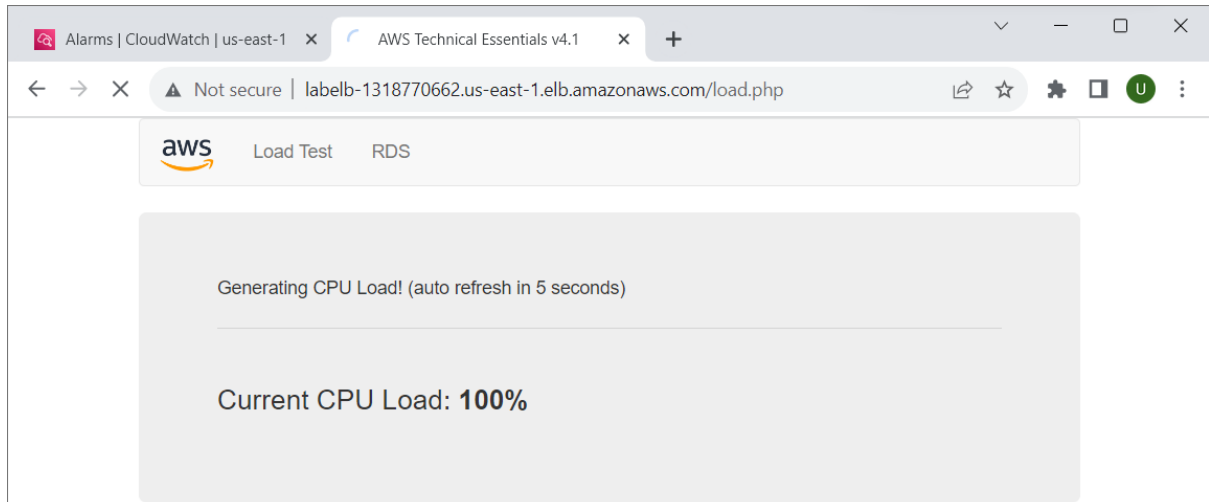 Alarms | CloudWatch | us-east-1
AWS Technical Essentials v4.1
Not secure | labelb-1318770662.us-east-1.elb.amazonaws.com/load.php
U
aws Load Test RDS
Generating CPU Load! (auto refresh in 5 seconds)
Current CPU Load: 100%